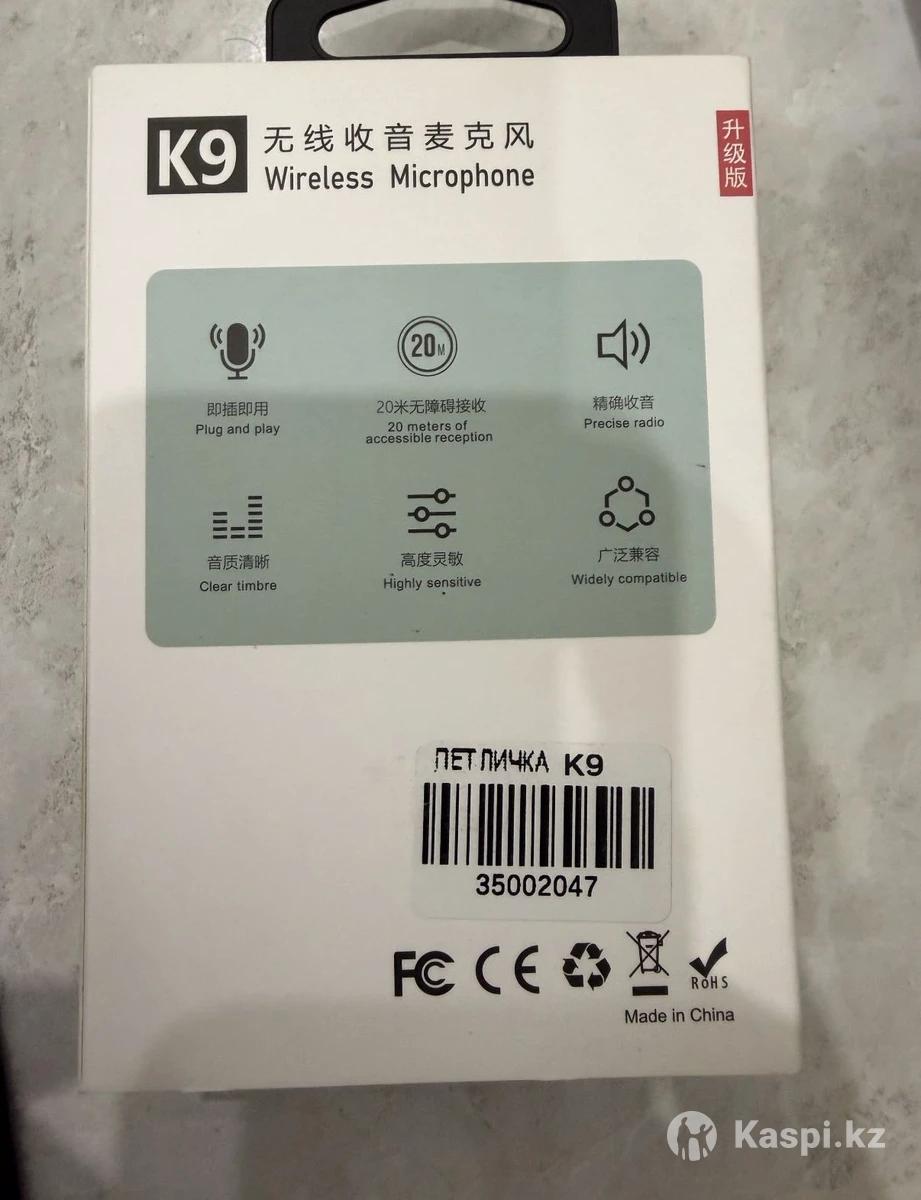 K9
无线收音麦克风
Wireless Microphone
升级版
即插即用
Plug and play
20M
20米无障碍接收
20 meters of
accessible reception
精确收音
Precise radio
音质清晰
Clear timbre
高度灵敏
Highly sensitive
广泛兼容
Widely compatible
ПЕТЛИЧКА K9
35002047
FC CE RoHS
Made in China
Kaspi.kz